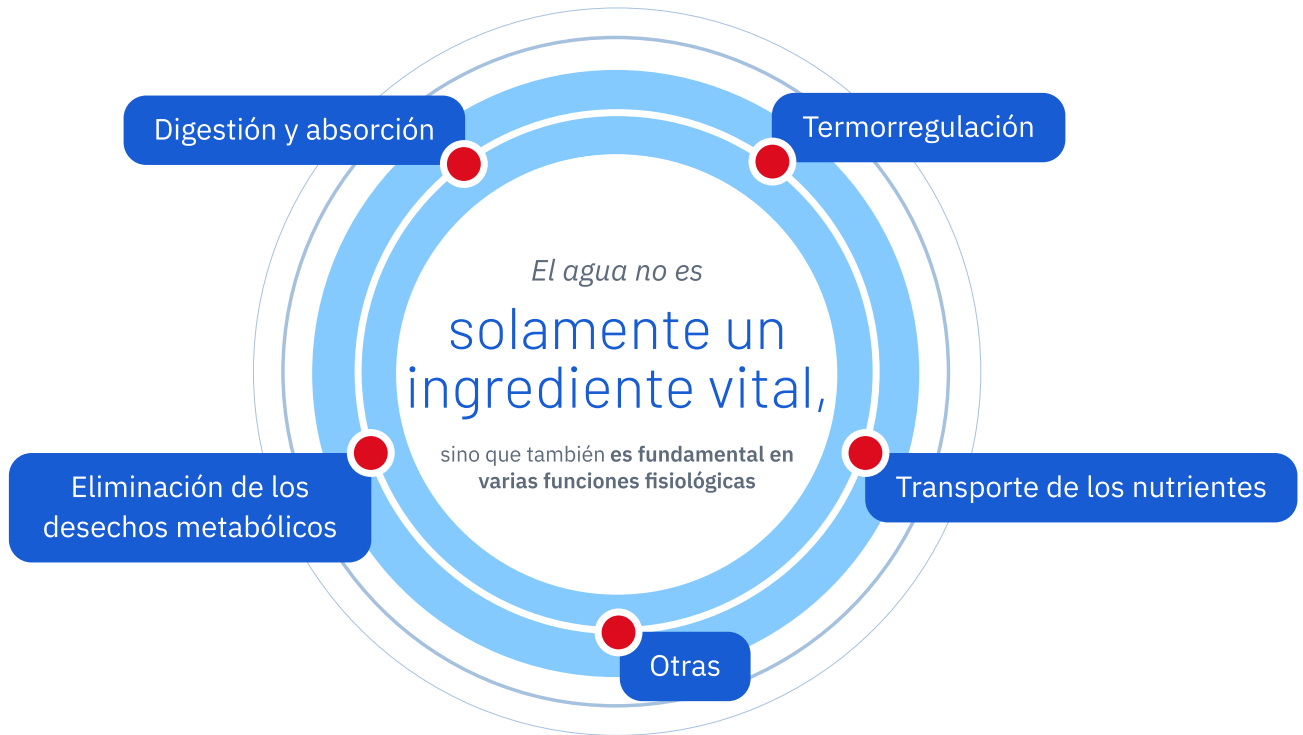 Digestión y absorción
Termorregulación
El agua no es
solamente un
ingrediente vital,
sino que también es fundamental en
varias funciones fisiológicas
Eliminación de los
desechos metabólicos
Transporte de los nutrientes
Otras